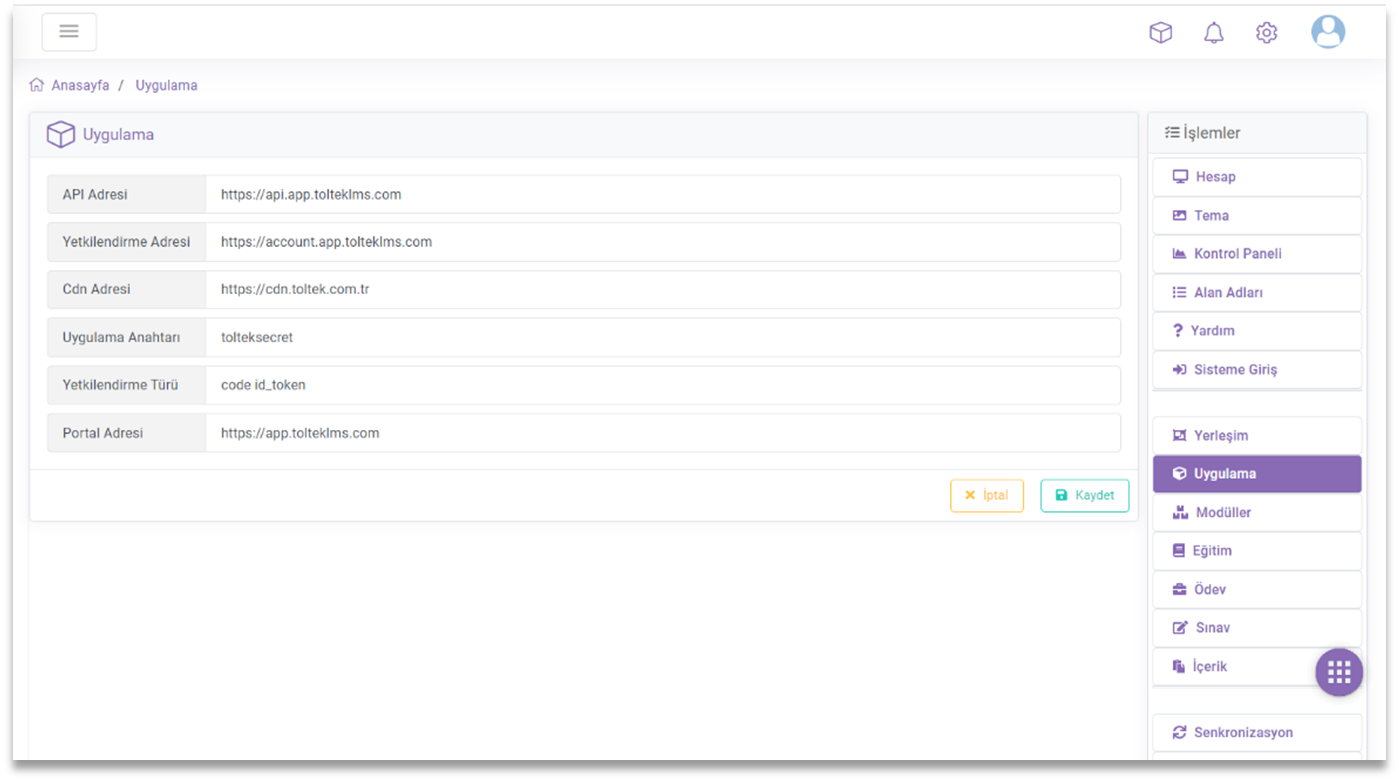 Anasayfa / Uygulama
Uygulama
API Adresi https://api.app.tolteklms.com
Yetkilendirme Adresi https://account.app.tolteklms.com
Cdn Adresi https://cdn.toltek.com.tr
Uygulama Anahtarı tolteksecret
Yetkilendirme Türü code id_token
Portal Adresi https://app.tolteklms.com
İptal Kaydet
İşlemler
Hesap
Tema
Kontrol Paneli
Alan Adları
Yardım
Sisteme Giriş
Yerleşim
Uygulama
Modüller
Eğitim
Ödev
Sınav
İçerik
Senkronizasyon